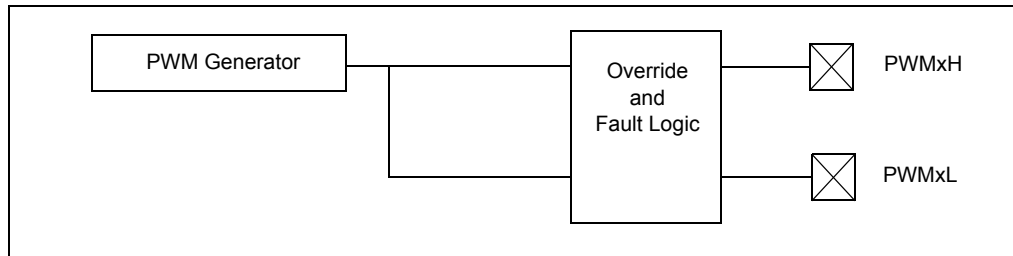 PWM Generator
Override
and
Fault Logic
PWMxH
PWMxL